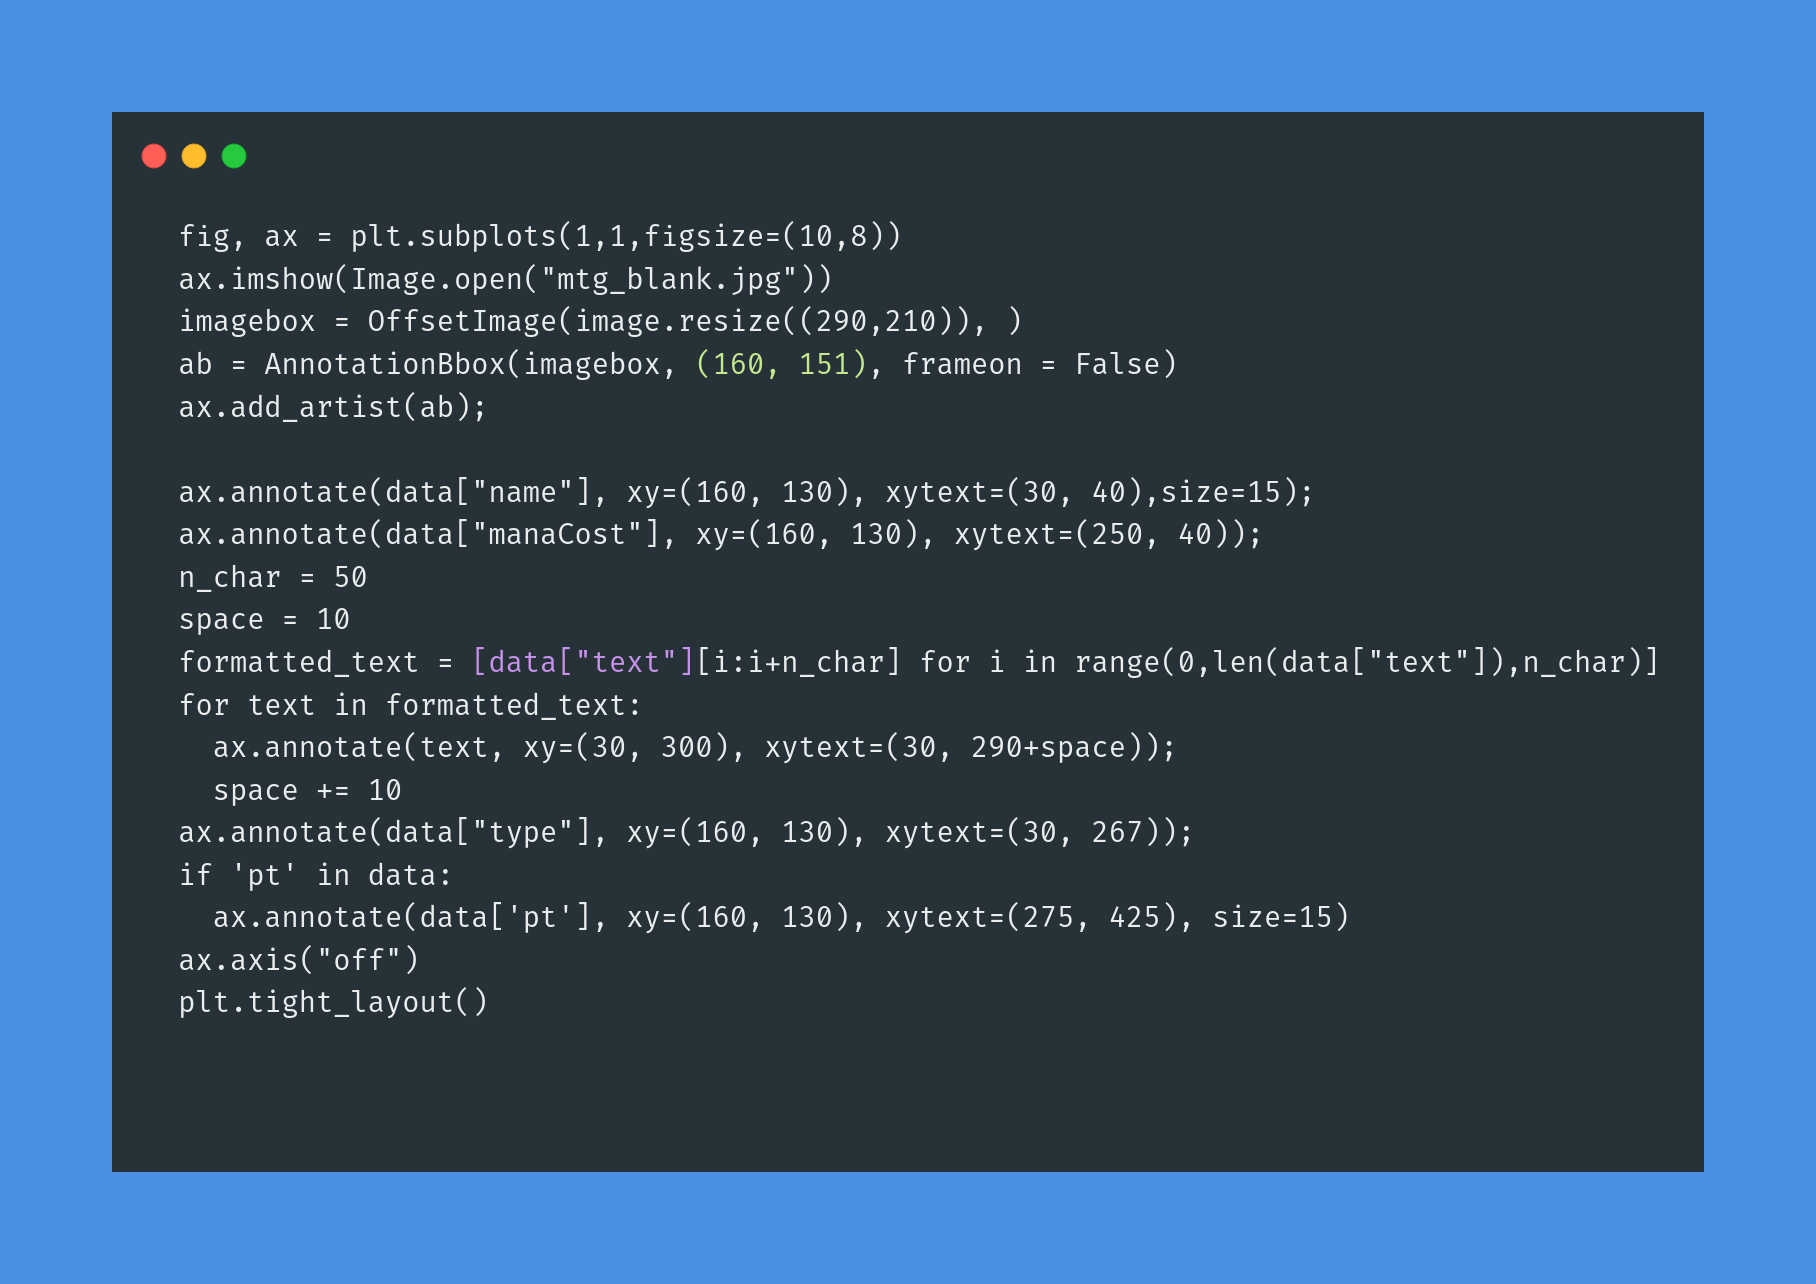 fig, ax = plt.subplots(1,1,figsize=(10,8))
ax.imshow(Image.open("mtg_blank.jpg"))
imagebox = OffsetImage(image.resize((290,210)), )
ab = AnnotationBbox(imagebox, (160, 151), frameon = False)
ax.add_artist(ab);

ax.annotate(data["name"], xy=(160, 130), xytext=(30, 40),size=15);
ax.annotate(data["manaCost"], xy=(160, 130), xytext=(250, 40));
n_char = 50
space = 10
formatted_text = [data["text"][i:i+n_char] for i in range(0,len(data["text"]),n_char)]
for text in formatted_text:
  ax.annotate(text, xy=(30, 300), xytext=(30, 290+space));
  space += 10
ax.annotate(data["type"], xy=(160, 130), xytext=(30, 267));
if 'pt' in data:
  ax.annotate(data['pt'], xy=(160, 130), xytext=(275, 425), size=15)
ax.axis("off")
plt.tight_layout()